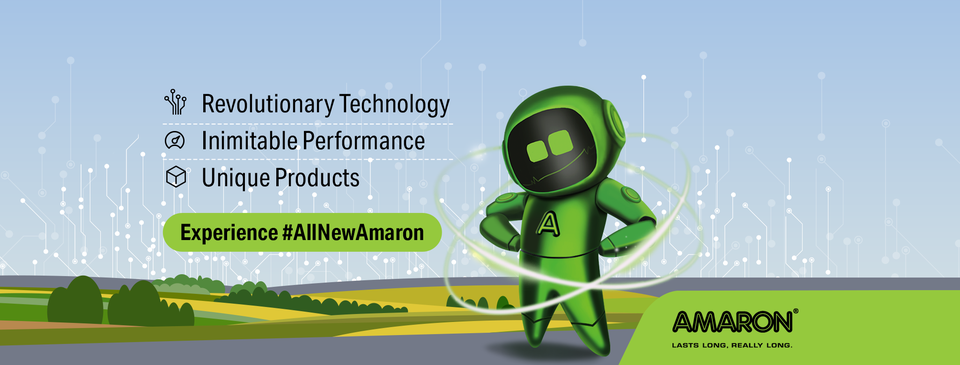 Revolutionary Technology
Inimitable Performance
Unique Products
Experience #AllNewAmaron
A
AMARON®
LASTS LONG, REALLY LONG.